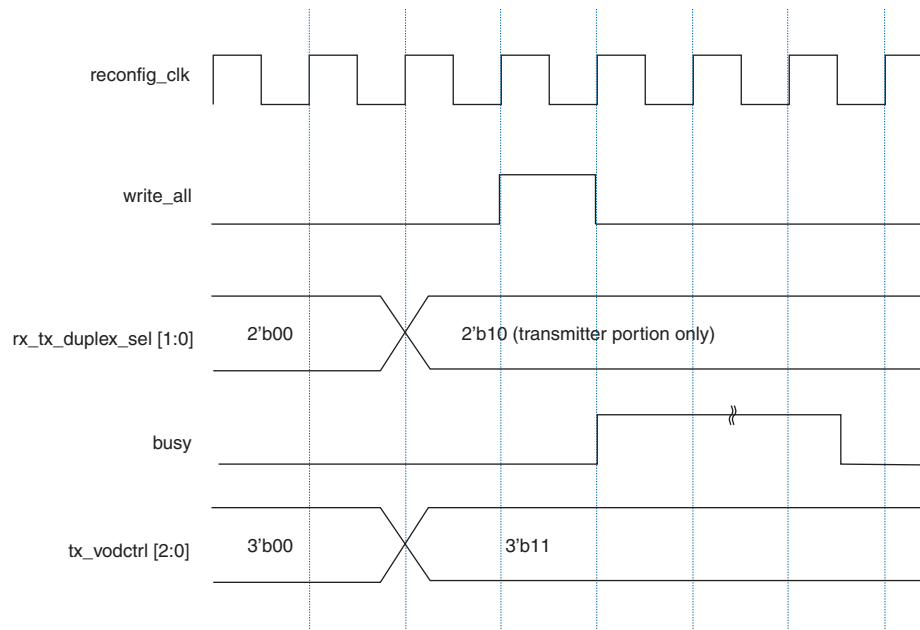 reconfig_clk
write_all
rx_tx_duplex_sel [1:0]
2’b00
2’b10 (transmitter portion only)
busy
tx_vodctrl [2:0]
3’b00
3’b11